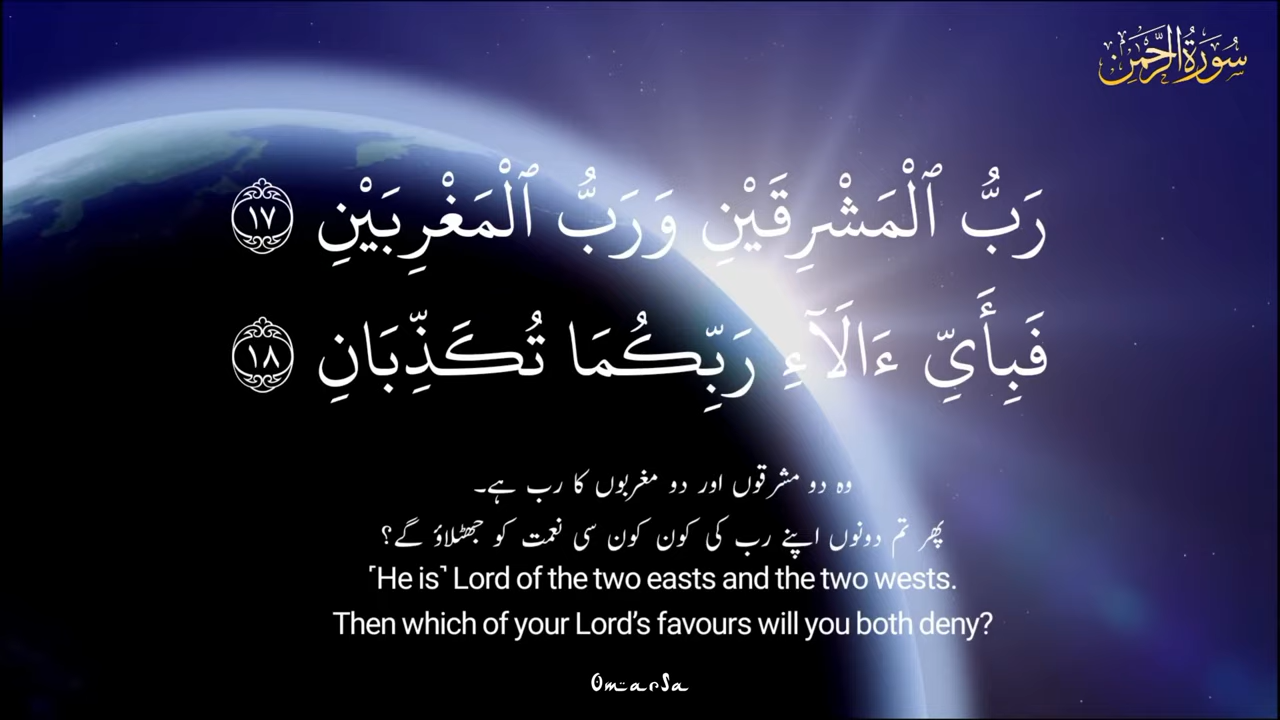 سُورَةُ الرَّحْمَٰن
رَبُّ ٱلْمَشْرِقَيْنِ وَرَبُّ ٱلْمَغْرِبَيْنِ ١٧
فَبِأَيِّ ءَالَآءِ رَبِّكُمَا تُكَذِّبَانِ ١٨
وہ دو مشرقوں اور دو مغربوں کا رب ہے۔
پھر تم دونوں اپنے رب کی کون کون سی نعمت کو جھٹلاؤ گے؟
˹He is˺ Lord of the two easts and the two wests.
Then which of your Lord’s favours will you both deny?
OmarSa